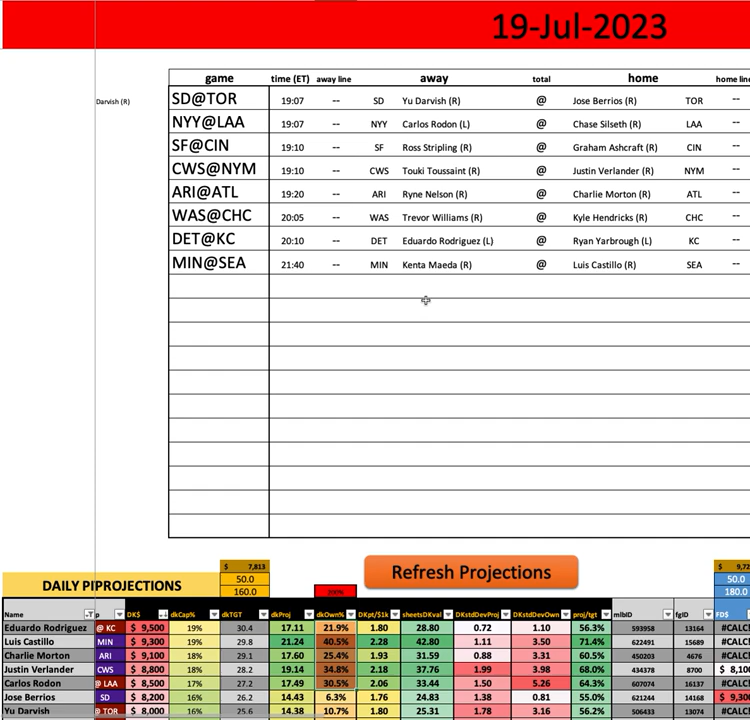 19-Jul-2023
game time (ET) away line away total home home line
Darvish (R) SD@TOR 19:07 -- SD Yu Darvish (R) @ Jose Berrios (R) TOR --
NYY@LAA 19:07 -- NYY Carlos Rodon (L) @ Chase Silseth (R) LAA --
SF@CIN 19:10 -- SF Ross Stripling (R) @ Graham Ashcraft (R) CIN --
CWS@NYM 19:10 -- CWS Touki Toussaint (R) @ Justin Verlander (R) NYM --
ARI@ATL 19:20 -- ARI Ryne Nelson (R) @ Charlie Morton (R) ATL --
WAS@CHC 20:05 -- WAS Trevor Williams (R) @ Kyle Hendricks (R) CHC --
DET@KC 20:10 -- DET Eduardo Rodriguez (L) @ Ryan Yarbrough (L) KC --
MIN@SEA 21:40 -- MIN Kenta Maeda (R) @ Luis Castillo (R) SEA --
$ 7,813 $ 9,72
Refresh Projections
DAILY PIPROJECTIONS 50.0 50.0
160.0 180.0
Name p DK$ dkCap% dkTGT dkProj dkOwn% DKpt/$1k sheetsDKval DKstdDevProj DKstdDevOwn proj/tgt mlbID fgID FD$
Eduardo Rodriguez @ KC $ 9,500 19% 30.4 17.11 21.9% 1.80 28.80 0.72 1.10 56.3% 593958 13164 #CALC
Luis Castillo MIN $ 9,300 19% 29.8 21.24 40.5% 2.28 42.80 1.11 3.50 71.4% 622491 15689 #CALC
Charlie Morton ARI $ 9,100 18% 29.1 17.60 25.4% 1.93 31.59 0.88 3.31 60.5% 450203 4676 #CALC
Justin Verlander CWS $ 8,800 18% 28.2 19.14 34.8% 2.18 37.76 1.99 3.98 68.0% 434378 8700 $ 8,100
Carlos Rodon @ LAA $ 8,500 17% 27.2 17.49 30.5% 2.06 33.44 1.50 5.26 64.3% 607074 16137 #CALC
Jose Berrios SD $ 8,200 16% 26.2 14.43 6.3% 1.76 24.83 1.38 0.81 55.0% 621244 14168 $ 9,300
Yu Darvish @ TOR $ 8,000 16% 25.6 14.38 10.7% 1.80 25.31 1.78 3.16 56.2% 506433 13074 #CALC